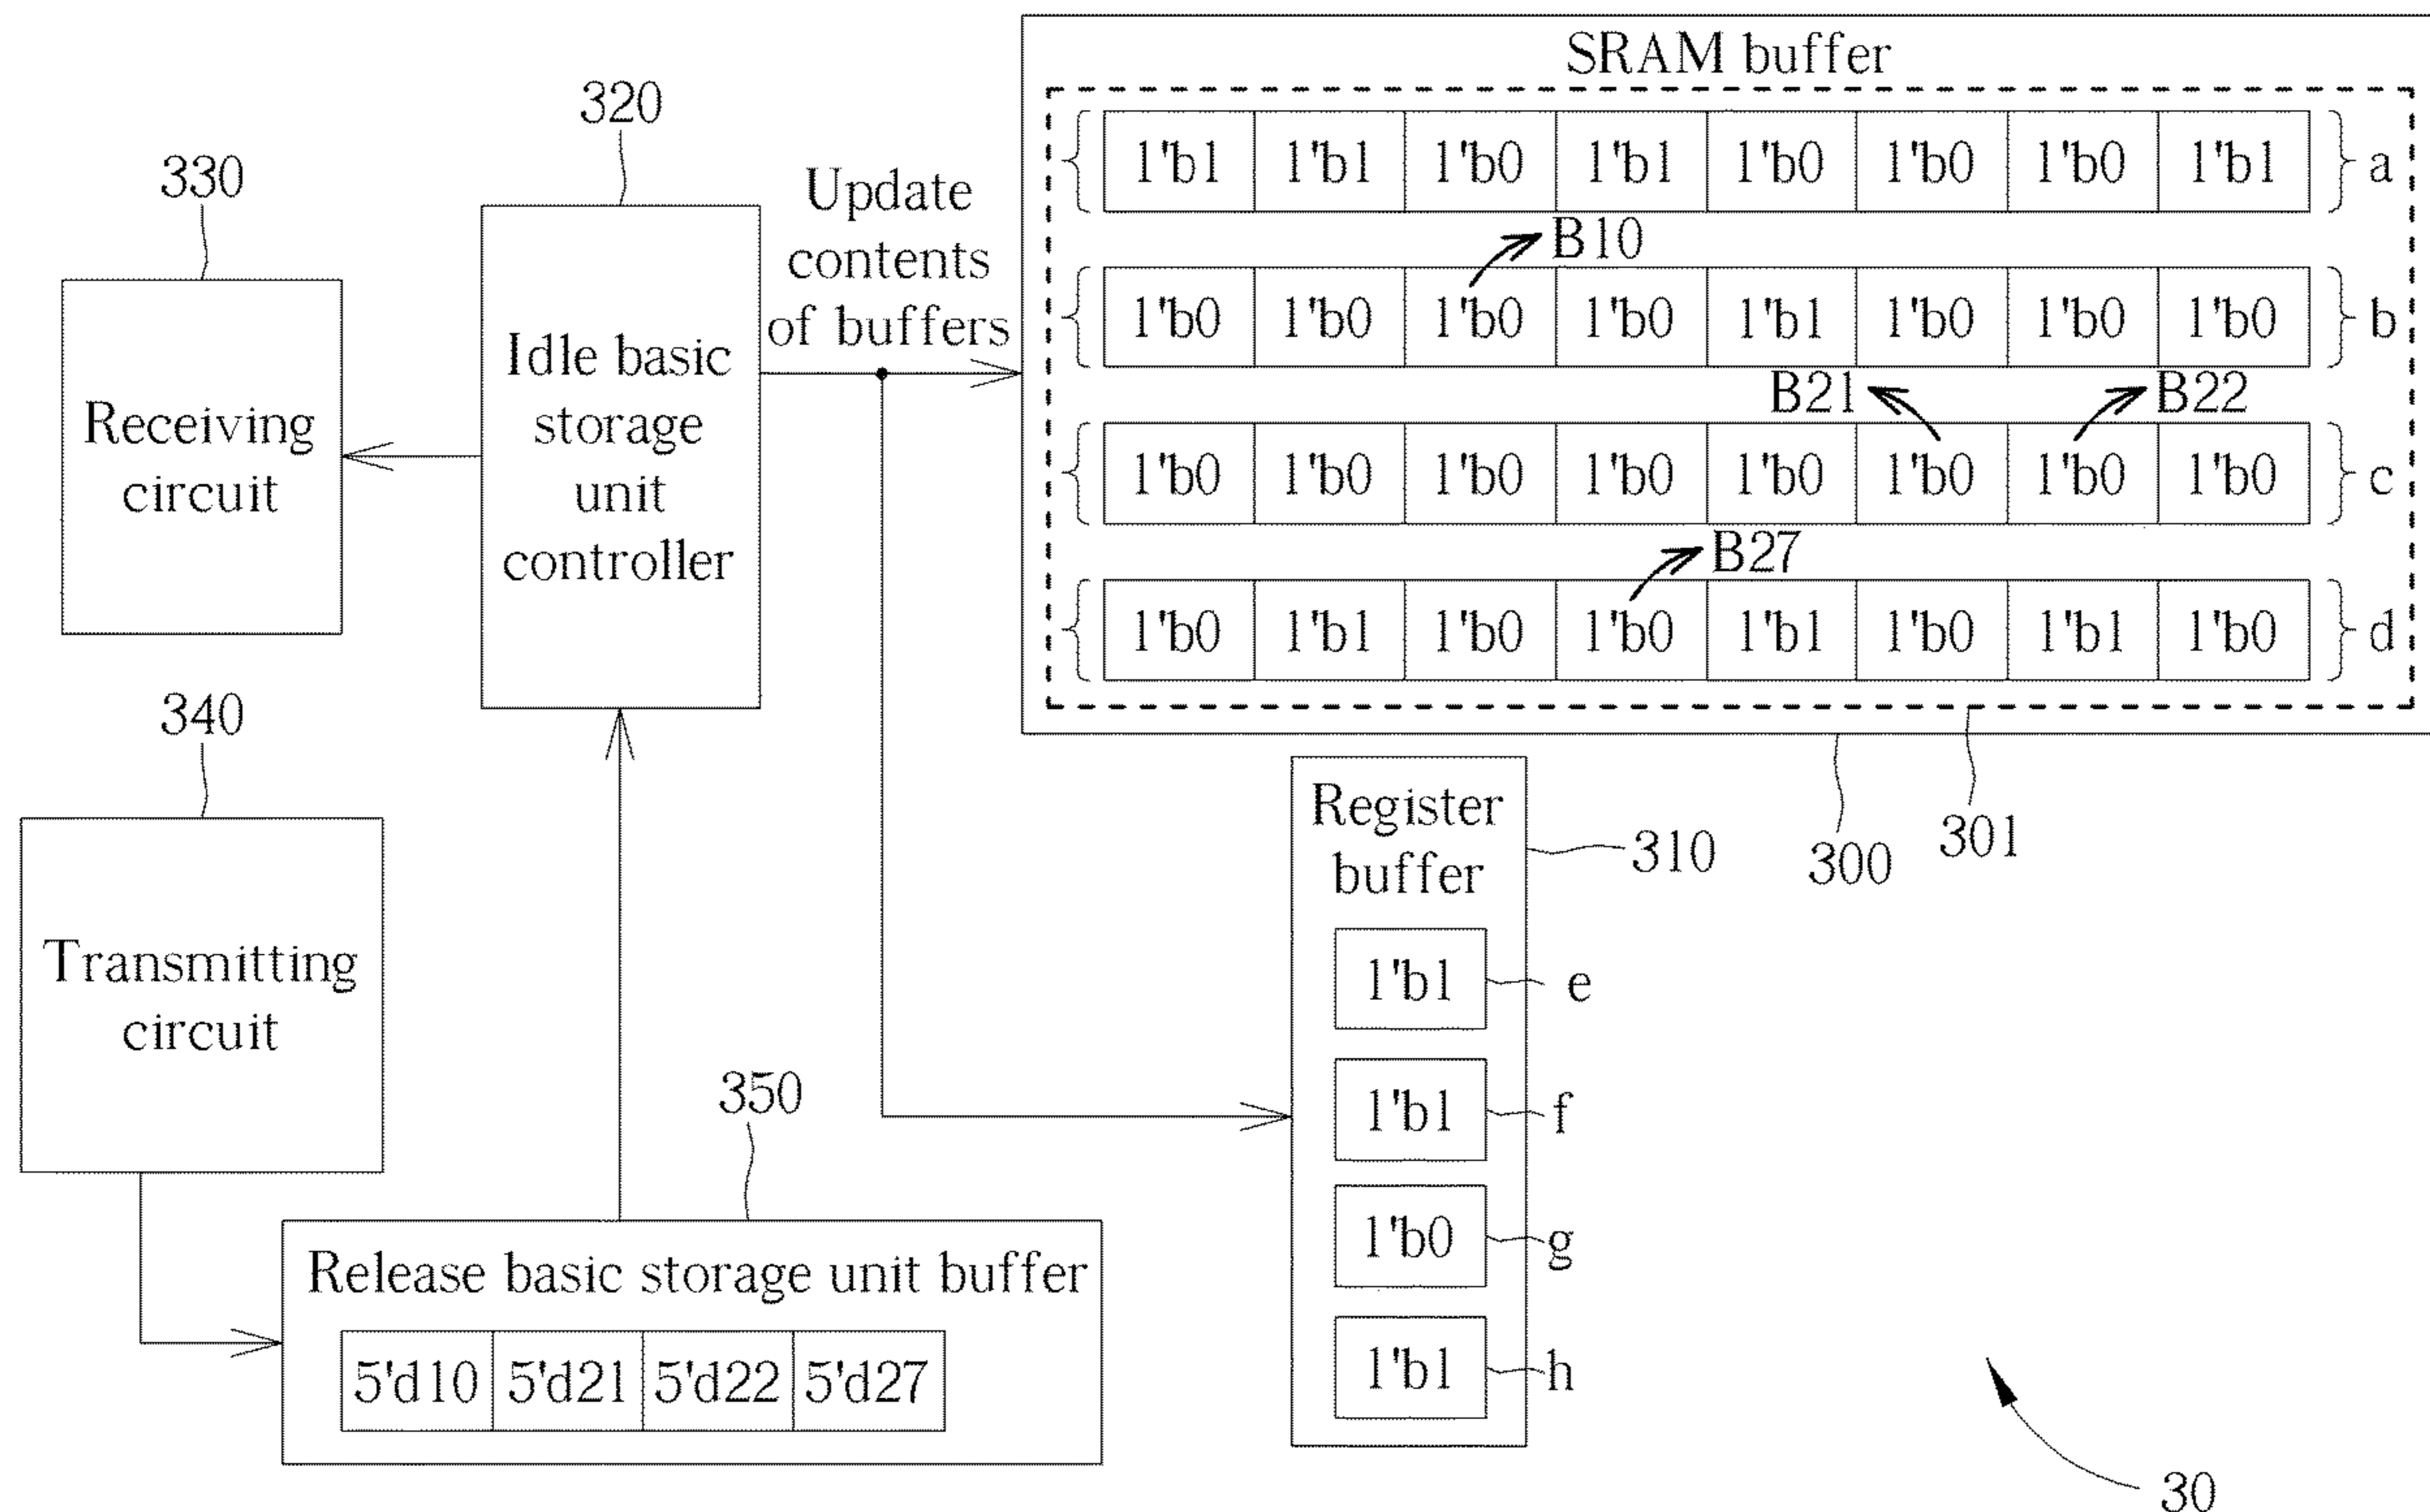 SRAM buffer
1'b1 1'b1 1'b0 1'b1 1'b0 1'b0 1'b0 1'b1 a
B10
1'b0 1'b0 1'b0 1'b0 1'b1 1'b0 1'b0 1'b0 b
B21 B22
1'b0 1'b0 1'b0 1'b0 1'b0 1'b0 1'b0 1'b0 c
B27
1'b0 1'b1 1'b0 1'b0 1'b1 1'b0 1'b1 1'b0 d
301
300
320
Idle basic
storage
unit
controller
Update
contents
of buffers
330
Receiving
circuit
340
Transmitting
circuit
350
Release basic storage unit buffer
5'd10 5'd21 5'd22 5'd27
Register
buffer
310
1'b1 e
1'b1 f
1'b0 g
1'b1 h
30